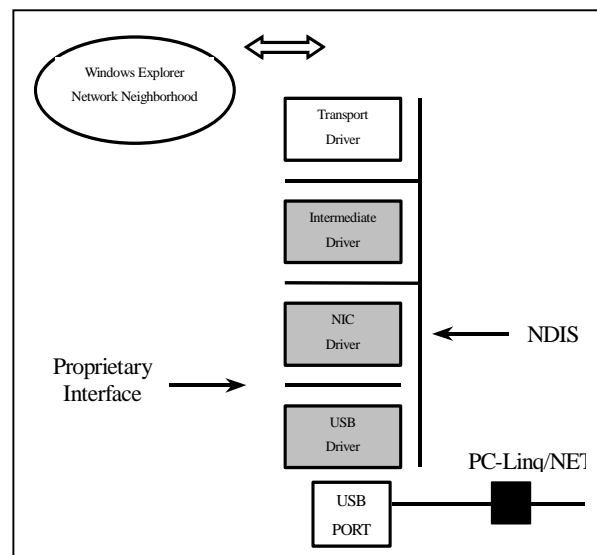 Windows Explorer
Network Neighborhood
Transport
Driver
Intermediate
Driver
NIC
Driver
NDIS
Proprietary
Interface
USB
Driver
PC-Linq/NET
USB
PORT